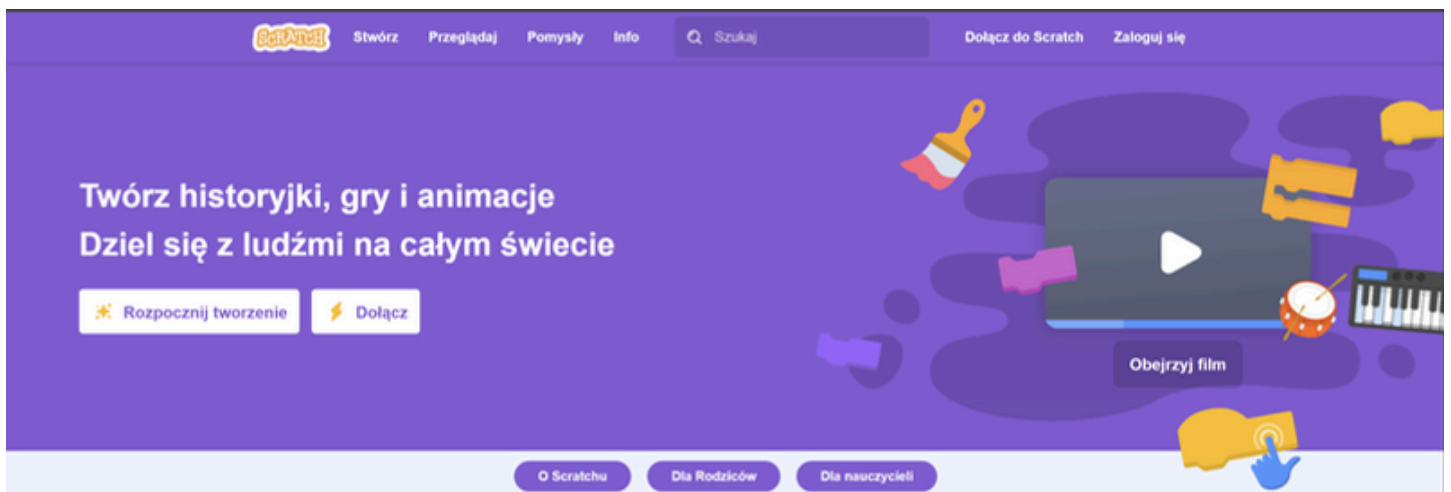 SCRATCH Stwórz Przeglądaj Pomysły Info Szukaj Dołącz do Scratch Zaloguj się
Twórz historyjki, gry i animacje
Dziel się z ludźmi na całym świecie
Rozpocznij tworzenie Dołącz
Obejrzyj film
O Scratchu Dla Rodziców Dla nauczycieli